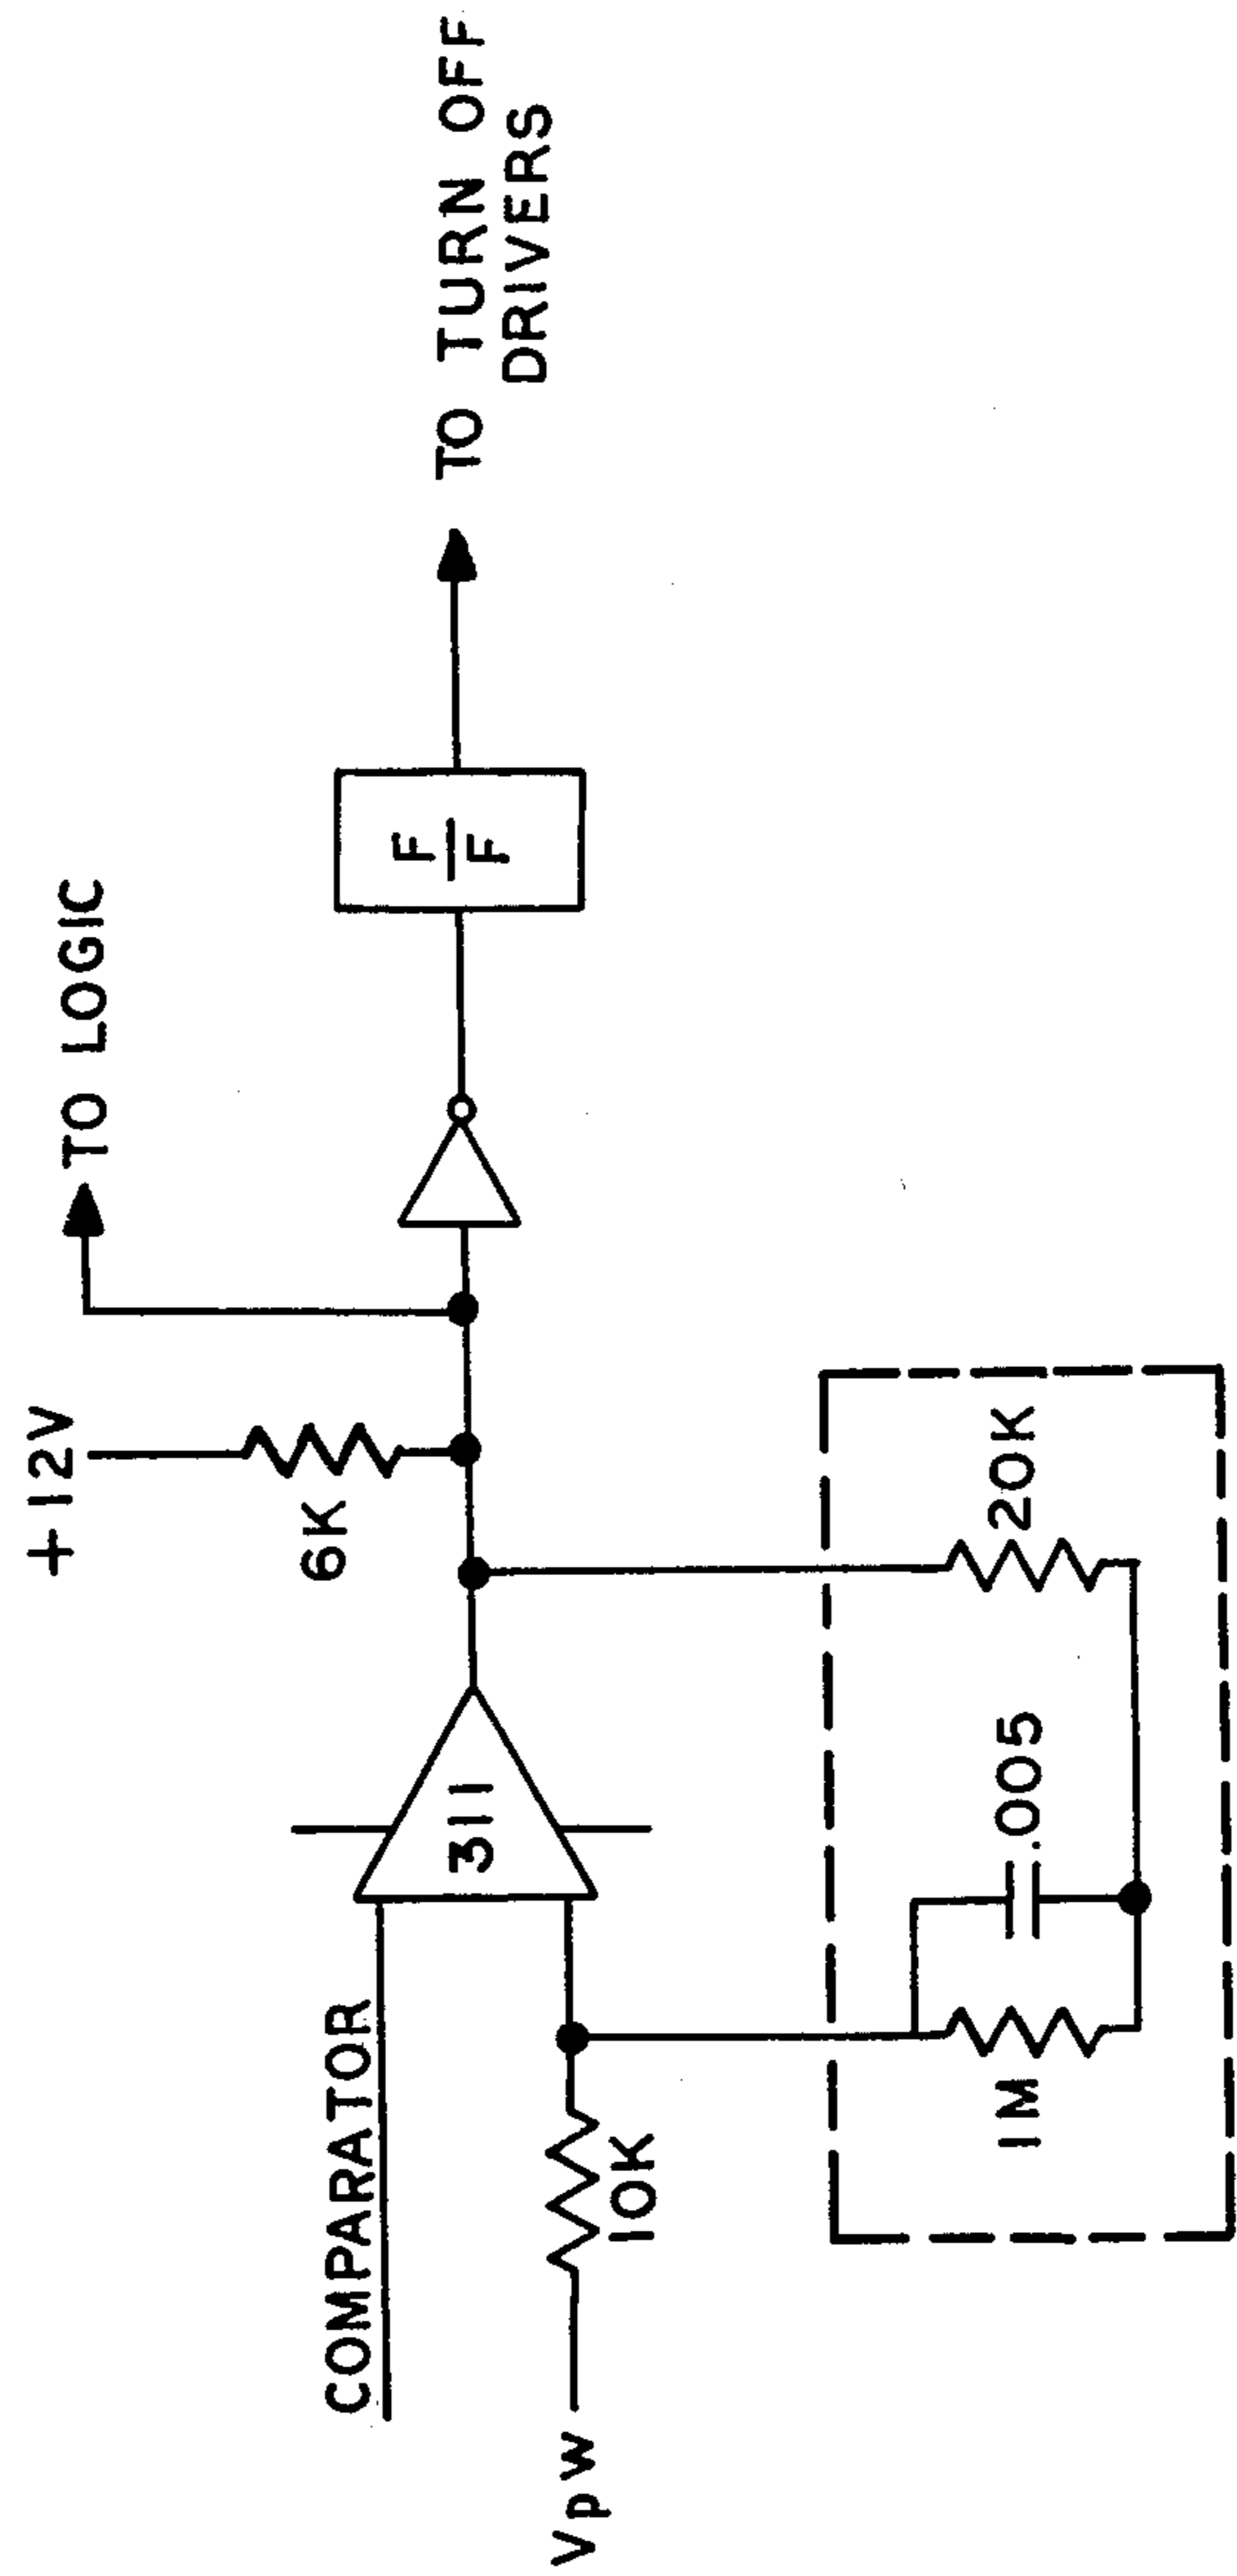 +12V
TO LOGIC
6K
COMPARATOR
311
F
F
TO TURN OFF
DRIVERS
VpW
10K
1M
.005
20K